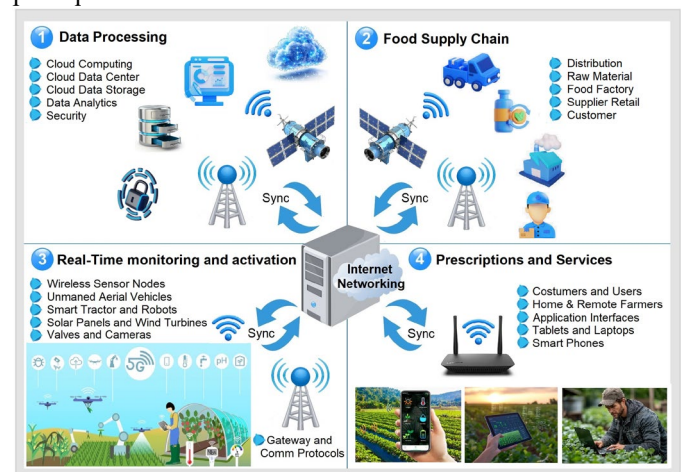 1 Data Processing
Cloud Computing
Cloud Data Center
Cloud Data Storage
Data Analytics
Security
Sync
2 Food Supply Chain
Distribution
Raw Material
Food Factory
Supplier Retail
Customer
Sync
Internet
Networking
3 Real-Time monitoring and activation
Wireless Sensor Nodes
Unmaned Aerial Vehicles
Smart Tractor and Robots
Solar Panels and Wind Turbines
Valves and Cameras
Sync
5G
pH
Gateway and
Comm Protocols
4 Prescriptions and Services
Costumers and Users
Home & Remote Farmers
Application Interfaces
Tablets and Laptops
Smart Phones
Sync